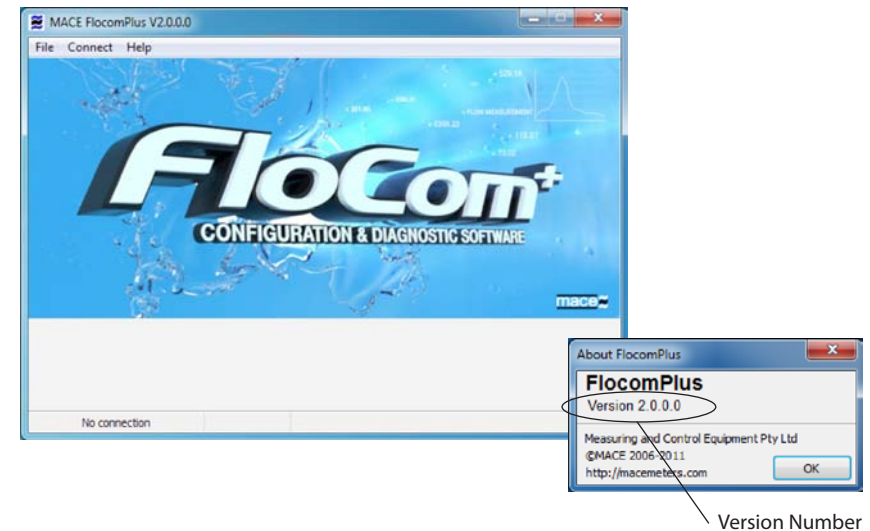 MACE FlocomPlus V2.0.0.0
File Connect Help
FloCom+
CONFIGURATION & DIAGNOSTIC SOFTWARE
mace
No connection
About FlocomPlus
FlocomPlus
Version 2.0.0.0
Measuring and Control Equipment Pty Ltd
©MACE 2006-2011
http://macemeters.com
OK
Version Number